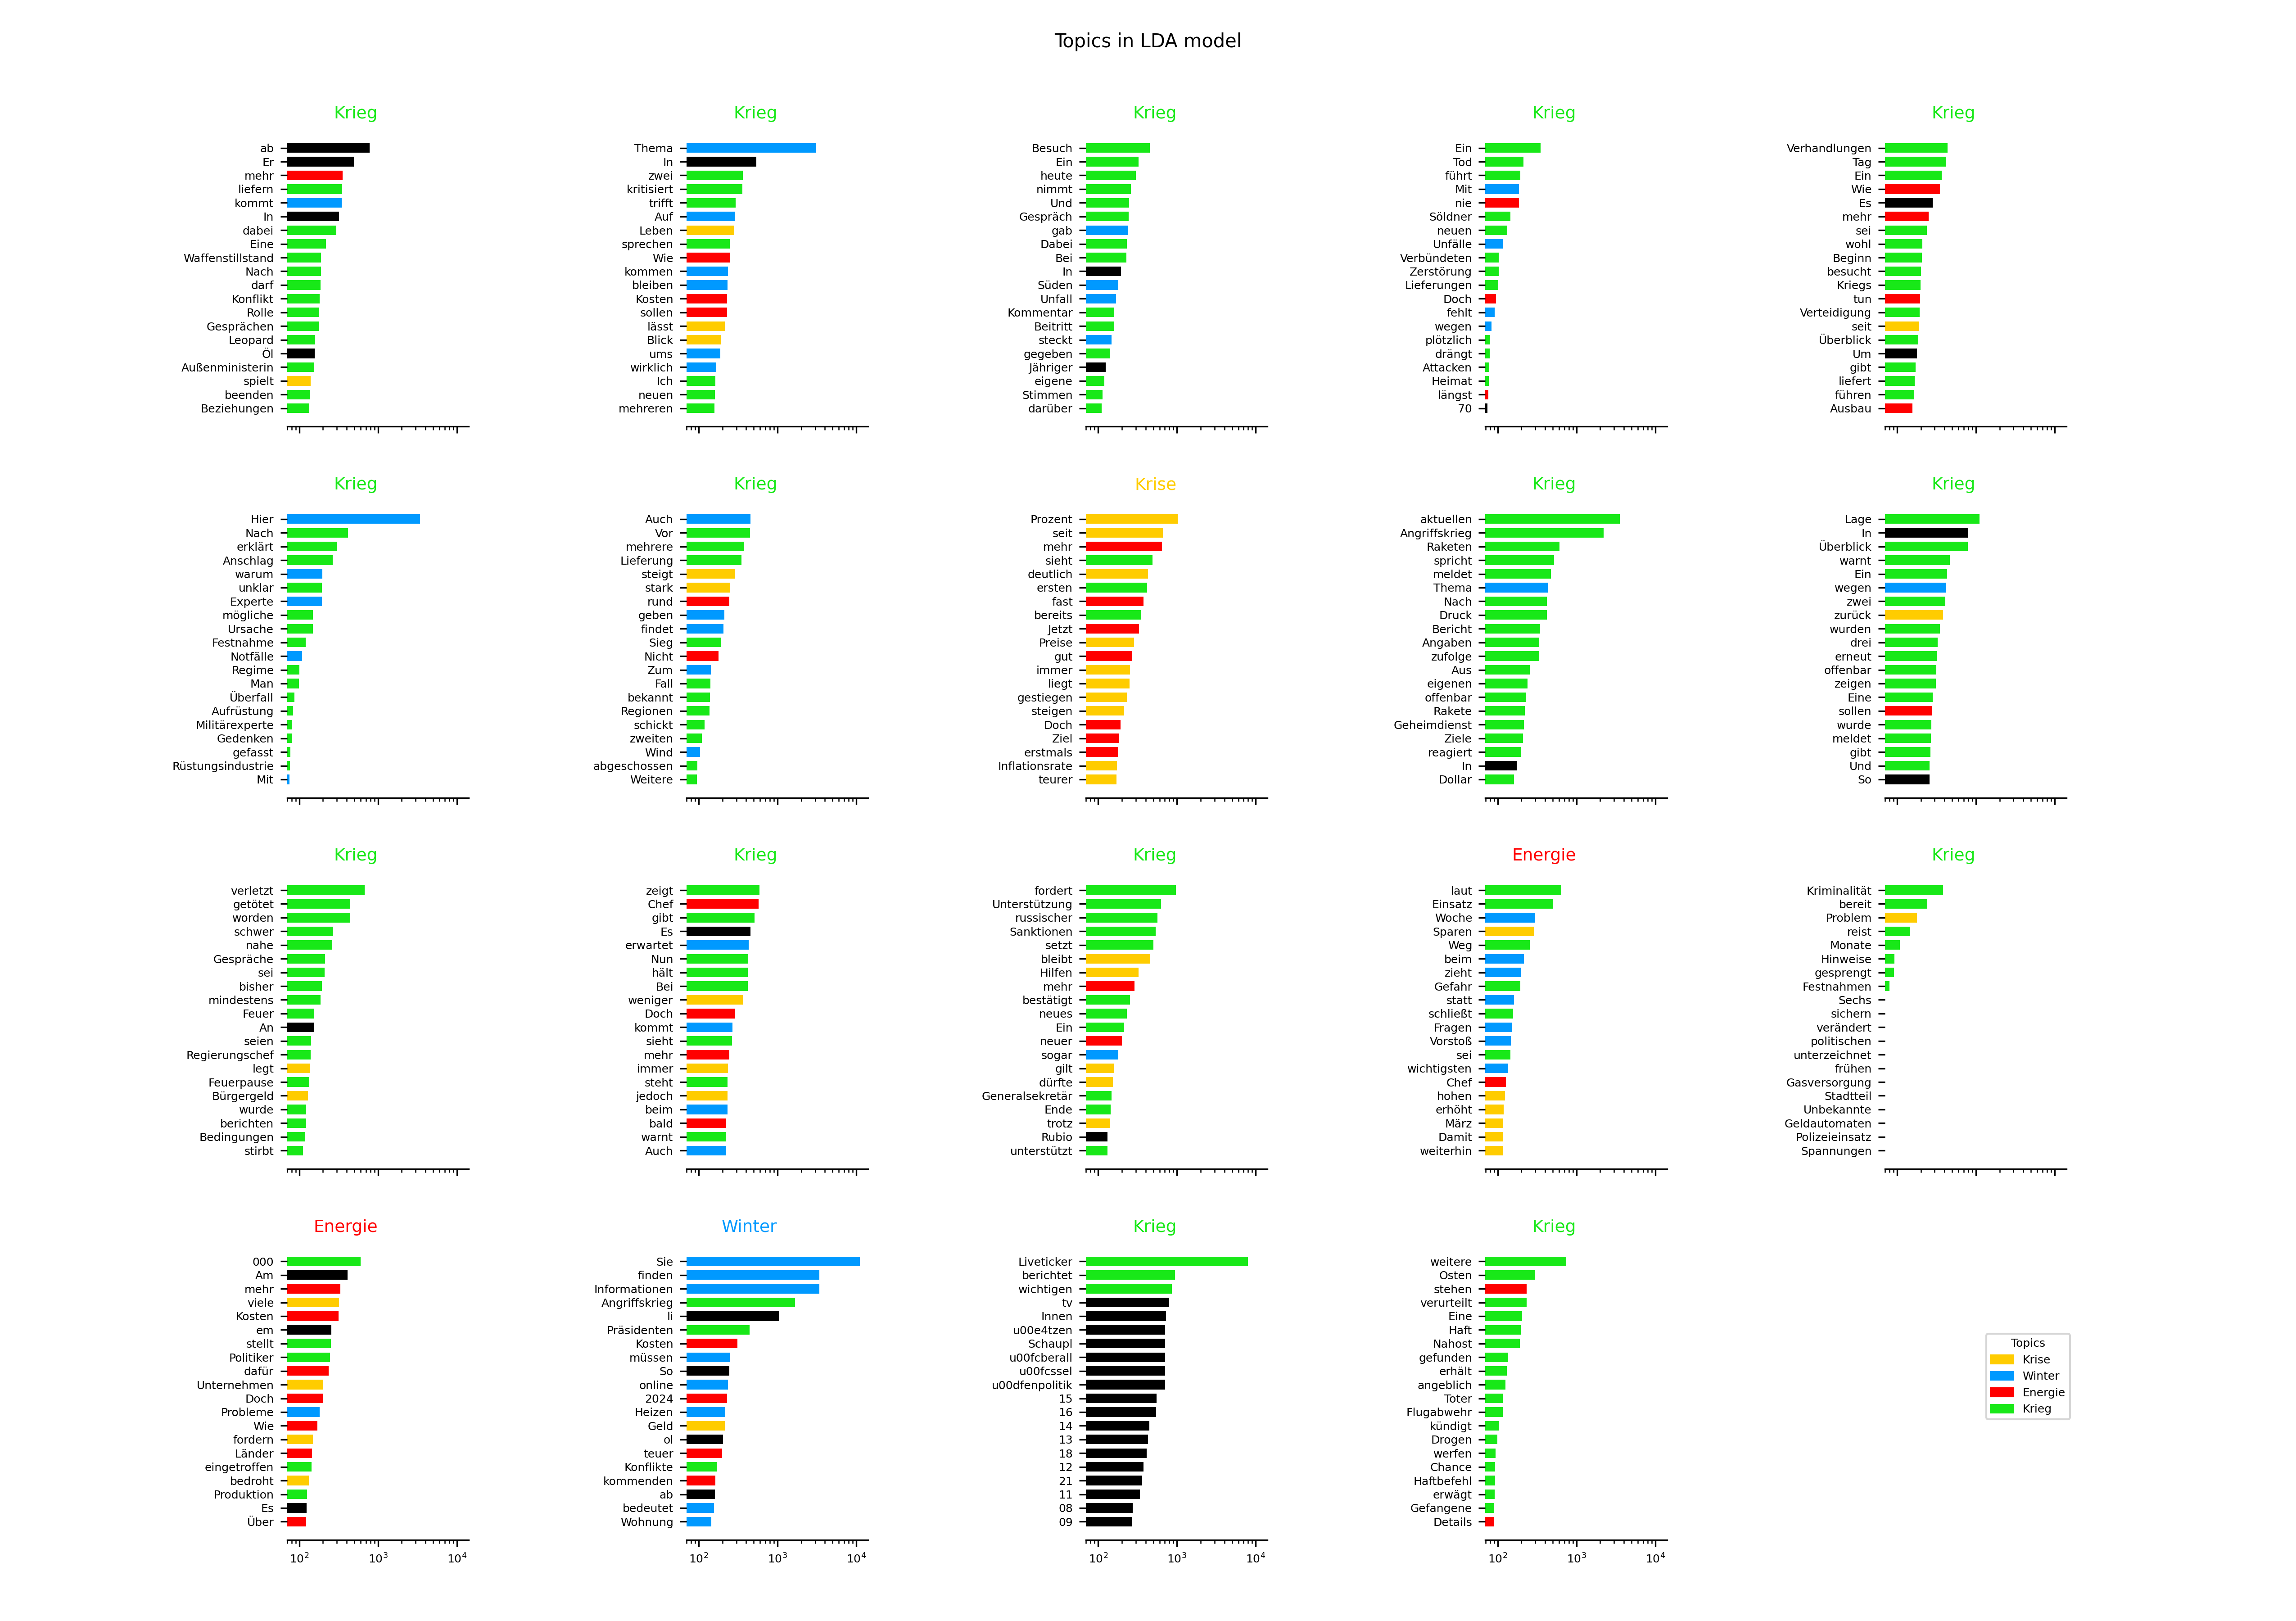 Topics in LDA model
Krieg
ab
Er
mehr
liefern
kommt
In
dabei
Eine
Waffenstillstand
Nach
darf
Konflikt
Rolle
Gesprächen
Leopard
Öl
Außenministerin
spielt
beenden
Beziehungen
Krieg
Thema
In
zwei
kritisiert
trifft
Auf
Leben
sprechen
Wie
kommen
bleiben
Kosten
sollen
lässt
Blick
ums
wirklich
Ich
neuen
mehreren
Krieg
Besuch
Ein
heute
nimmt
Und
Gespräch
gab
Dabei
Bei
In
Süden
Unfall
Kommentar
Beitritt
steckt
gegeben
Jähriger
eigene
Stimmen
darüber
Krieg
Ein
Tod
führt
Mit
nie
Söldner
neuen
Unfälle
Verbündeten
Zerstörung
Lieferungen
Doch
fehlt
wegen
plötzlich
drängt
Attacken
Heimat
längst
70
Krieg
Verhandlungen
Tag
Ein
Wie
Es
mehr
sei
wohl
Beginn
besucht
Kriegs
tun
Verteidigung
seit
Überblick
Um
gibt
liefert
führen
Ausbau
Krieg
Hier
Nach
erklärt
Anschlag
warum
unklar
Experte
mögliche
Ursache
Festnahme
Notfälle
Regime
Man
Überfall
Aufrüstung
Militärexperte
Gedenken
gefasst
Rüstungsindustrie
Mit
Krieg
Auch
Vor
mehrere
Lieferung
steigt
stark
rund
geben
findet
Sieg
Nicht
Zum
Fall
bekannt
Regionen
schickt
zweiten
Wind
abgeschossen
Weitere
Krise
Prozent
seit
mehr
sieht
deutlich
ersten
fast
bereits
Jetzt
Preise
gut
immer
liegt
gestiegen
steigen
Doch
Ziel
erstmals
Inflationsrate
teurer
Krieg
aktuellen
Angriffskrieg
Raketen
spricht
meldet
Thema
Nach
Druck
Bericht
Angaben
zufolge
Aus
eigenen
offenbar
Rakete
Geheimdienst
Ziele
reagiert
In
Dollar
Krieg
Lage
In
Überblick
warnt
Ein
wegen
zwei
zurück
wurden
drei
erneut
offenbar
zeigen
Eine
sollen
wurde
meldet
gibt
Und
So
Krieg
verletzt
getötet
worden
schwer
nahe
Gespräche
sei
bisher
mindestens
Feuer
An
seien
Regierungschef
legt
Feuerpause
Bürgergeld
wurde
berichten
Bedingungen
stirbt
Krieg
zeigt
Chef
gibt
Es
erwartet
Nun
hält
Bei
weniger
Doch
kommt
sieht
mehr
immer
steht
jedoch
beim
bald
warnt
Auch
Krieg
fordert
Unterstützung
russischer
Sanktionen
setzt
bleibt
Hilfen
mehr
bestätigt
neues
Ein
neuer
sogar
gilt
dürfte
Generalsekretär
Ende
trotz
Rubio
unterstützt
Energie
laut
Einsatz
Woche
Sparen
Weg
beim
zieht
Gefahr
statt
schließt
Fragen
Vorstoß
sei
wichtigsten
Chef
hohen
erhöht
März
Damit
weiterhin
Krieg
Kriminalität
bereit
Problem
reist
Monate
Hinweise
gesprengt
Festnahmen
Sechs
sichern
verändert
politischen
unterzeichnet
frühen
Gasversorgung
Stadtteil
Unbekannte
Geldautomaten
Polizeieinsatz
Spannungen
Energie
000
Am
mehr
viele
Kosten
em
stellt
Politiker
dafür
Unternehmen
Doch
Probleme
Wie
fordern
Länder
eingetroffen
bedroht
Produktion
Es
Über
10² 10³ 10⁴
Winter
Sie
finden
Informationen
Angriffskrieg
li
Präsidenten
Kosten
müssen
So
online
2024
Heizen
Geld
ol
teuer
Konflikte
kommenden
ab
bedeutet
Wohnung
10² 10³ 10⁴
Krieg
Liveticker
berichtet
wichtigen
tv
Innen
u00e4tzen
Schaupl
u00fcberall
u00fcssel
u00dfenpolitik
15
16
14
13
18
12
21
11
08
09
10² 10³ 10⁴
Krieg
weitere
Osten
stehen
verurteilt
Eine
Haft
Nahost
gefunden
erhält
angeblich
Toter
Flugabwehr
kündigt
Drogen
werfen
Chance
Haftbefehl
erwägt
Gefangene
Details
10² 10³ 10⁴
Topics
Krise
Winter
Energie
Krieg